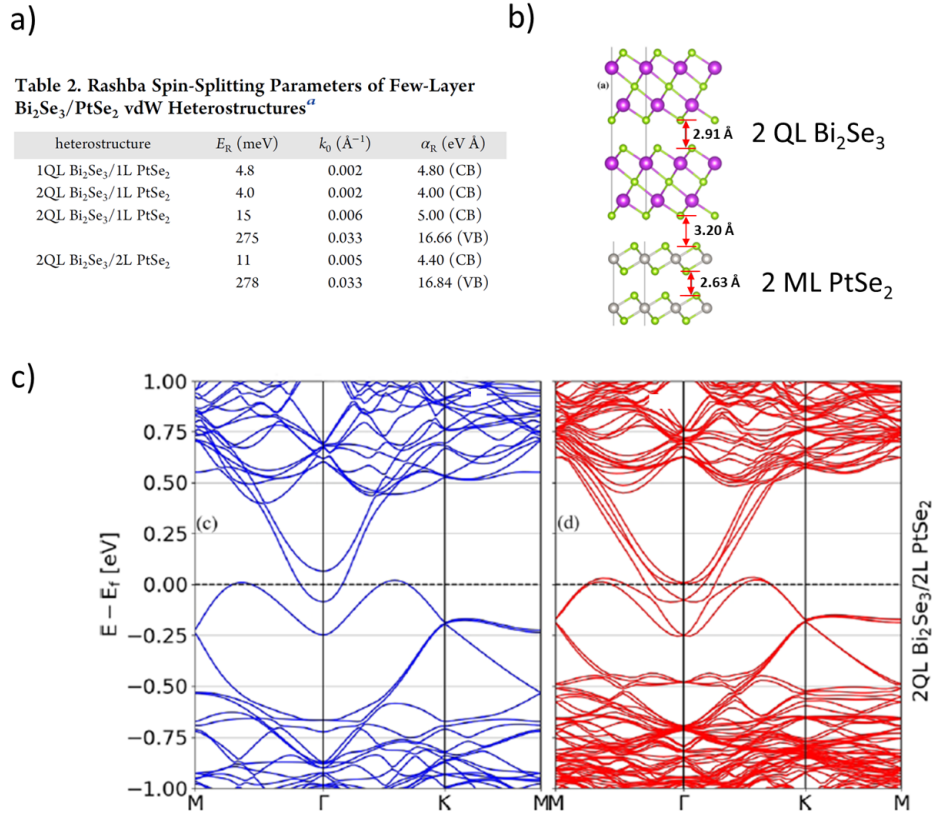 a)
Table 2. Rashba Spin-Splitting Parameters of Few-Layer
Bi₂Se₃/PtSe₂ vdW Heterostructuresᵃ
heterostructure E_R (meV) k₀ (Å⁻¹) α_R (eV Å)
1QL Bi₂Se₃/1L PtSe₂ 4.8 0.002 4.80 (CB)
2QL Bi₂Se₃/1L PtSe₂ 4.0 0.002 4.00 (CB)
2QL Bi₂Se₃/1L PtSe₂ 15 0.006 5.00 (CB)
275 0.033 16.66 (VB)
2QL Bi₂Se₃/2L PtSe₂ 11 0.005 4.40 (CB)
278 0.033 16.84 (VB)
b)
(a)
2.91 Å
2 QL Bi₂Se₃
3.20 Å
2.63 Å
2 ML PtSe₂
c)
E − E_f [eV]
1.00
0.75
0.50
0.25
0.00
−0.25
−0.50
−0.75
−1.00
(c)
(d)
M Γ K M
M Γ K M
2QL Bi₂Se₃/2L PtSe₂